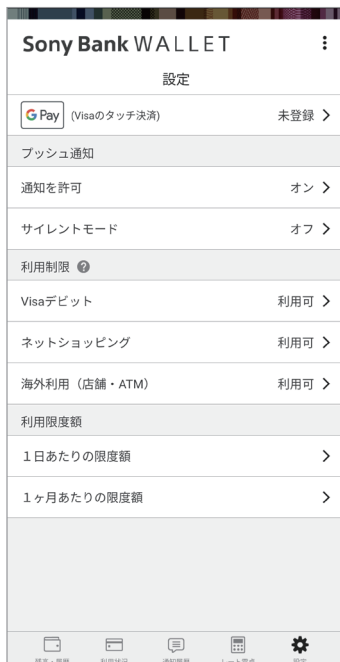 Sony Bank WALLET
設定
G Pay (Visaのタッチ決済) 未登録
プッシュ通知
通知を許可 オン
サイレントモード オフ
利用制限 ?
Visaデビット 利用可
ネットショッピング 利用可
海外利用（店舗・ATM） 利用可
利用限度額
１日あたりの限度額
１ヶ月あたりの限度額